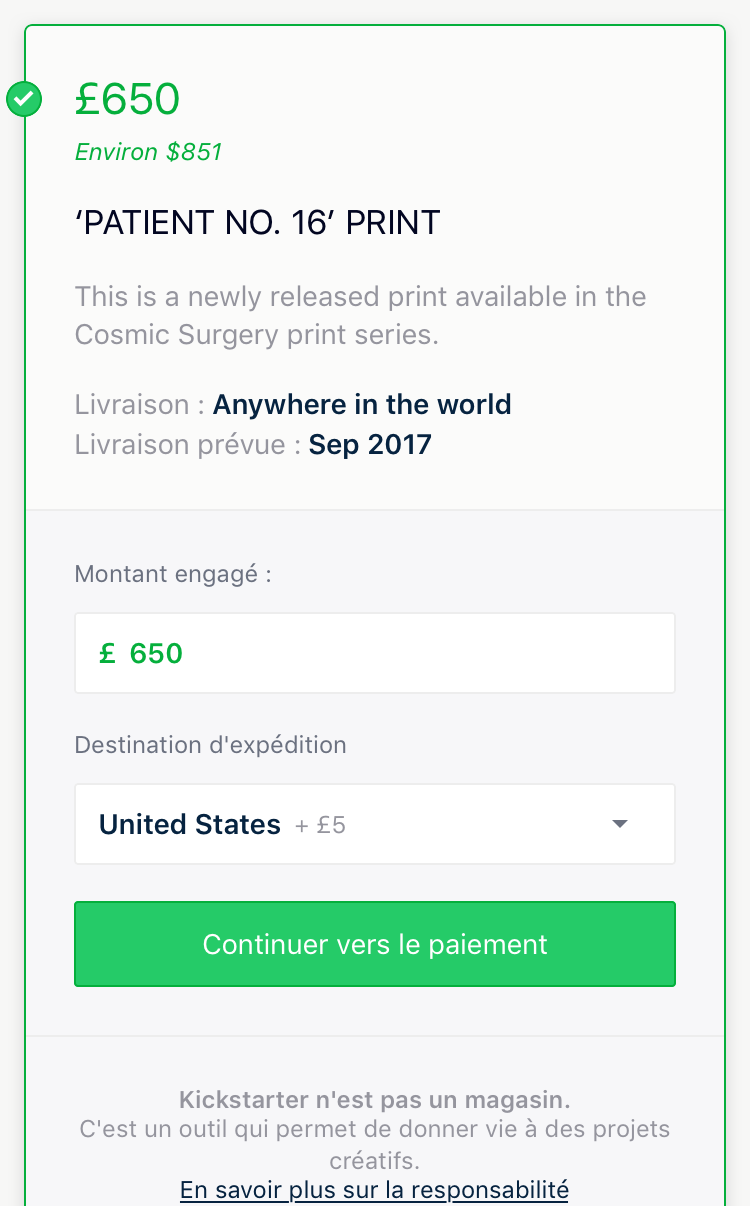 £650
Environ $851
‘PATIENT NO. 16’ PRINT
This is a newly released print available in the
Cosmic Surgery print series.
Livraison : Anywhere in the world
Livraison prévue : Sep 2017
Montant engagé :
£ 650
Destination d'expédition
United States + £5
Continuer vers le paiement
Kickstarter n'est pas un magasin.
C'est un outil qui permet de donner vie à des projets
créatifs.
En savoir plus sur la responsabilité